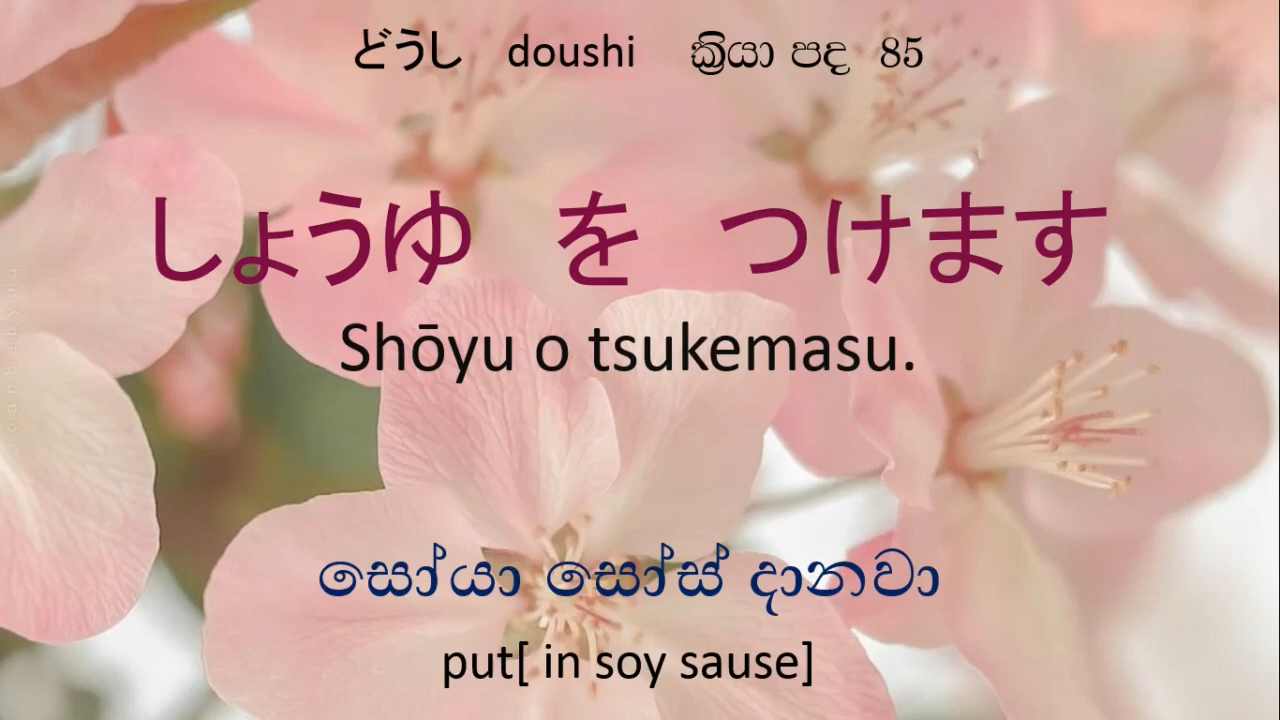 どうし doushi ක්‍රියා පද 85
しょうゆ を つけます
Shōyu o tsukemasu.
සෝයා සෝස් දානවා
put[ in soy sause]